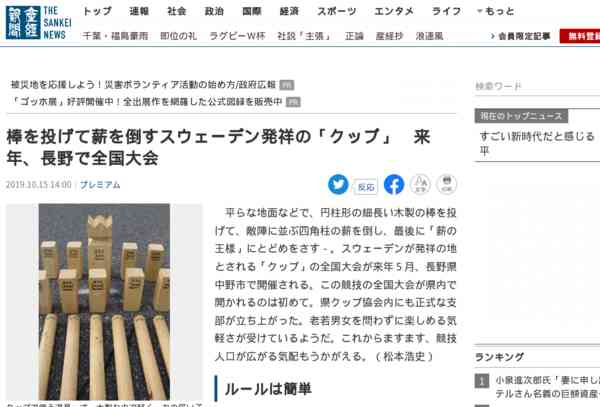 産経新聞
THE SANKEI NEWS
トップ 速報 社会 政治 国際 経済 スポーツ エンタメ ライフ もっと
千葉・福島豪雨 即位の礼 ラグビーW杯 社説「主張」 正論 産経抄 浪速風 会員限定記事 無料登録
被災地を応援しよう！災害ボランティア活動の始め方/政府広報 PR
「ゴッホ展」好評開催中！全出展作を網羅した公式図録を販売中 PR
検索ワード
現在のトップニュース
すごい新時代だと感じる
平
棒を投げて薪を倒すスウェーデン発祥の「クッブ」 来
年、長野で全国大会
2019.10.15 14:00 プレミアム
反応
印刷
平らな地面などで、円柱形の細長い木製の棒を投
げて、敵陣に並ぶ四角柱の薪を倒し、最後に「薪の
王様」にとどめをさす－。スウェーデンが発祥の地
とされる「クッブ」の全国大会が来年５月、長野県
中野市で開催される。この競技の全国大会が県内で
開かれるのは初めて。県クッブ協会内にも正式な支
部が立ち上がった。老若男女を問わずに楽しめる気
軽さが受けているようだ。これからますます、競技
人口が広がる気配もうかがえる。（松本浩史）
ルールは簡単
ランキング
1 小泉進次郎氏「妻に申し
テルさん名義の巨額資産